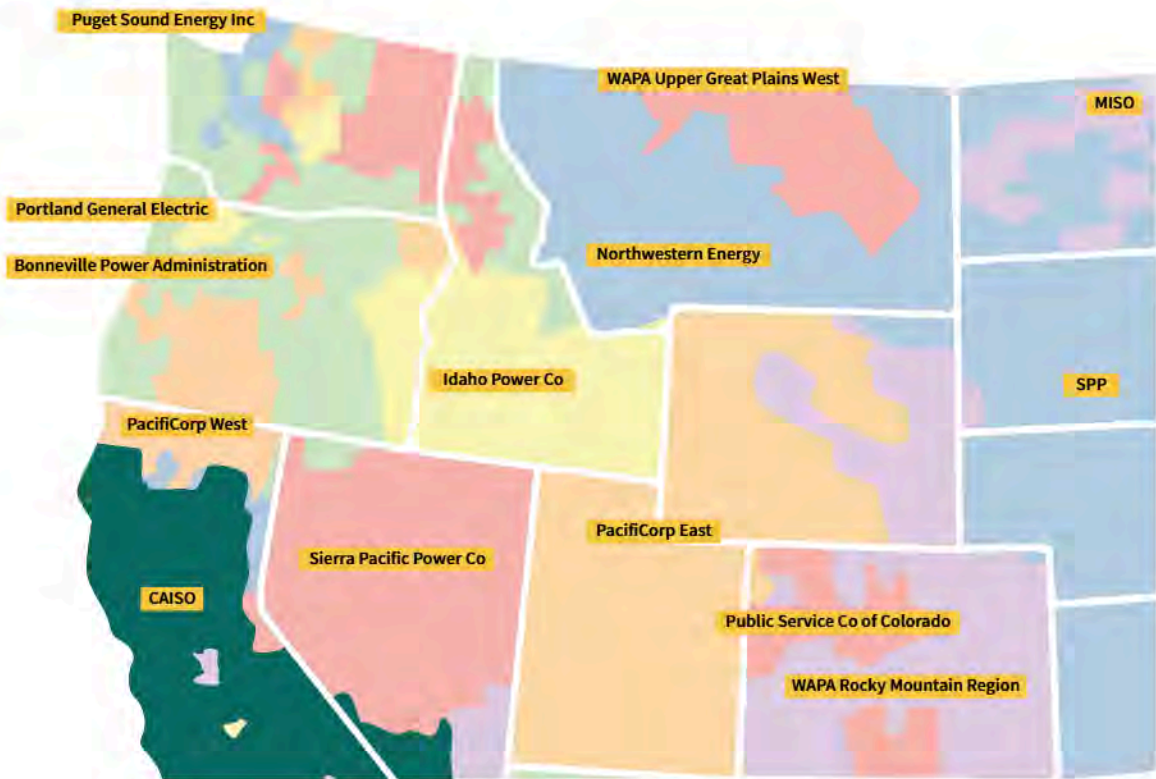 Puget Sound Energy Inc
WAPA Upper Great Plains West
MISO
Portland General Electric
Bonneville Power Administration
Northwestern Energy
Idaho Power Co
SPP
PacifiCorp West
PacifiCorp East
Sierra Pacific Power Co
CAISO
Public Service Co of Colorado
WAPA Rocky Mountain Region